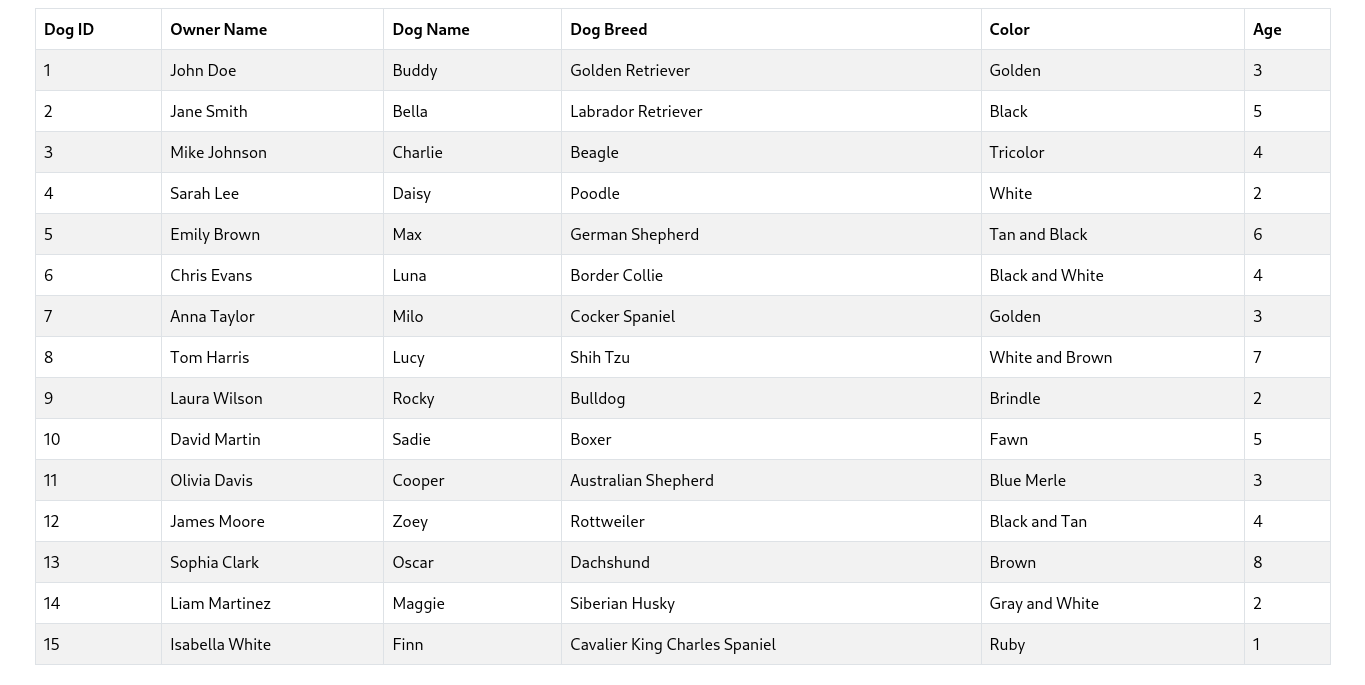 Dog ID Owner Name Dog Name Dog Breed Color Age
1 John Doe Buddy Golden Retriever Golden 3
2 Jane Smith Bella Labrador Retriever Black 5
3 Mike Johnson Charlie Beagle Tricolor 4
4 Sarah Lee Daisy Poodle White 2
5 Emily Brown Max German Shepherd Tan and Black 6
6 Chris Evans Luna Border Collie Black and White 4
7 Anna Taylor Milo Cocker Spaniel Golden 3
8 Tom Harris Lucy Shih Tzu White and Brown 7
9 Laura Wilson Rocky Bulldog Brindle 2
10 David Martin Sadie Boxer Fawn 5
11 Olivia Davis Cooper Australian Shepherd Blue Merle 3
12 James Moore Zoey Rottweiler Black and Tan 4
13 Sophia Clark Oscar Dachshund Brown 8
14 Liam Martinez Maggie Siberian Husky Gray and White 2
15 Isabella White Finn Cavalier King Charles Spaniel Ruby 1